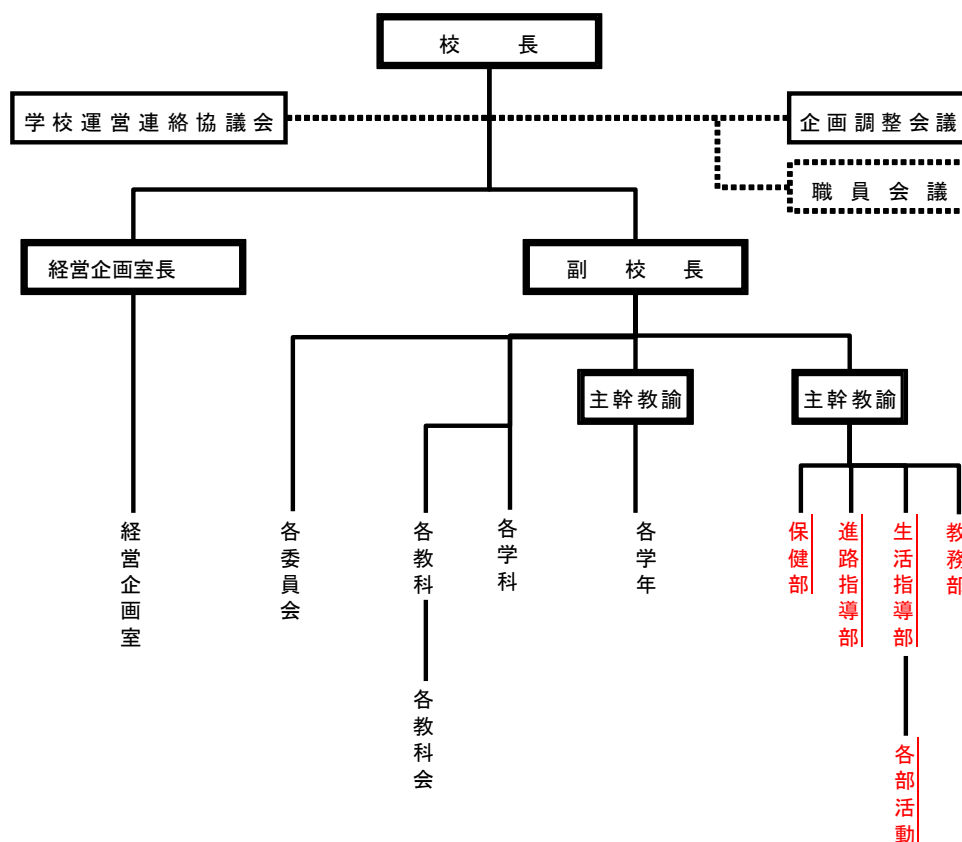 校長
学校運営連絡協議会
企画調整会議
職員会議
経営企画室長
副校長
主幹教諭
主幹教諭
経営企画室
各委員会
各教科
各学科
各学年
保健部
進路指導部
生活指導部
教務部
各教科会
各部活動